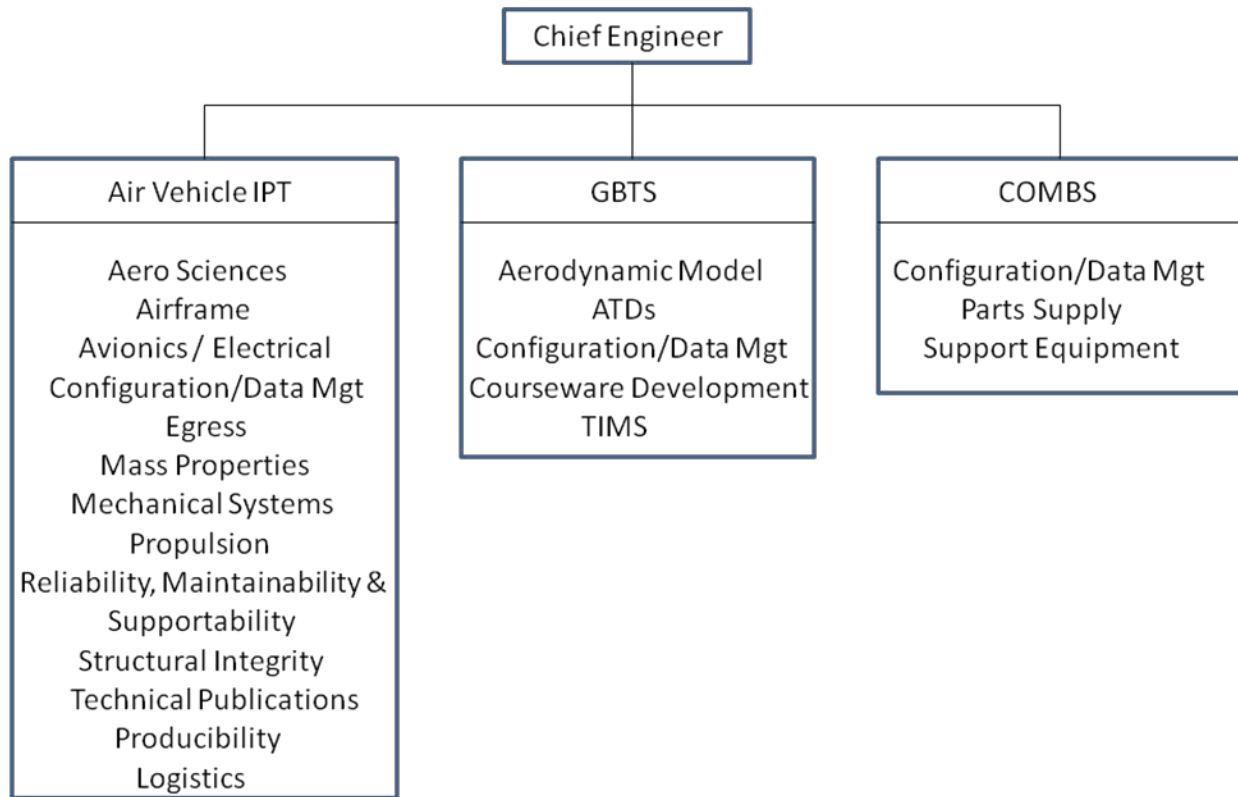 Chief Engineer
Air Vehicle IPT
Aero Sciences
Airframe
Avionics / Electrical
Configuration/Data Mgt
Egress
Mass Properties
Mechanical Systems
Propulsion
Reliability, Maintainability &
Supportability
Structural Integrity
Technical Publications
Producibility
Logistics
GBTS
Aerodynamic Model
ATDs
Configuration/Data Mgt
Courseware Development
TIMS
COMBS
Configuration/Data Mgt
Parts Supply
Support Equipment